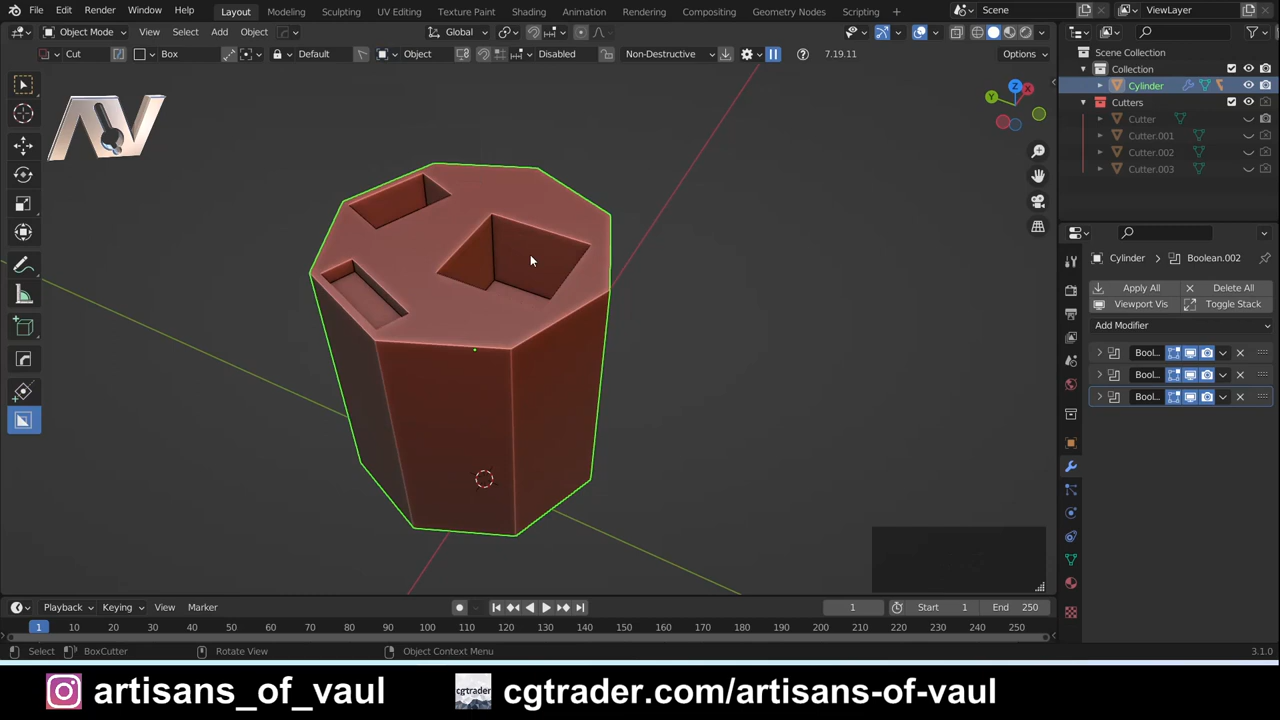 File Edit Render Window Help Layout Modeling Sculpting UV Editing Texture Paint Shading Animation Rendering Compositing Geometry Nodes Scripting + Scene ViewLayer
Object Mode View Select Add Object Global
Cut Box Default Object Disabled Non-Destructive 7.19.11 Options
Scene Collection
Collection
Cylinder
Cutters
Cutter
Cutter.001
Cutter.002
Cutter.003
AV
Z
Y
X
Cylinder > Boolean.002
Apply All Delete All
Viewport Vis Toggle Stack
Add Modifier
Bool...
Bool...
Bool...
Playback Keying View Marker 1 Start 1 End 250
1 10 20 30 40 50 60 70 80 90 100 110 120 130 140 150 160 170 180 190 200 210 220 230 240 250
Select BoxCutter Rotate View Object Context Menu 3.1.0
artisans_of_vaul cgtrader cgtrader.com/artisans-of-vaul